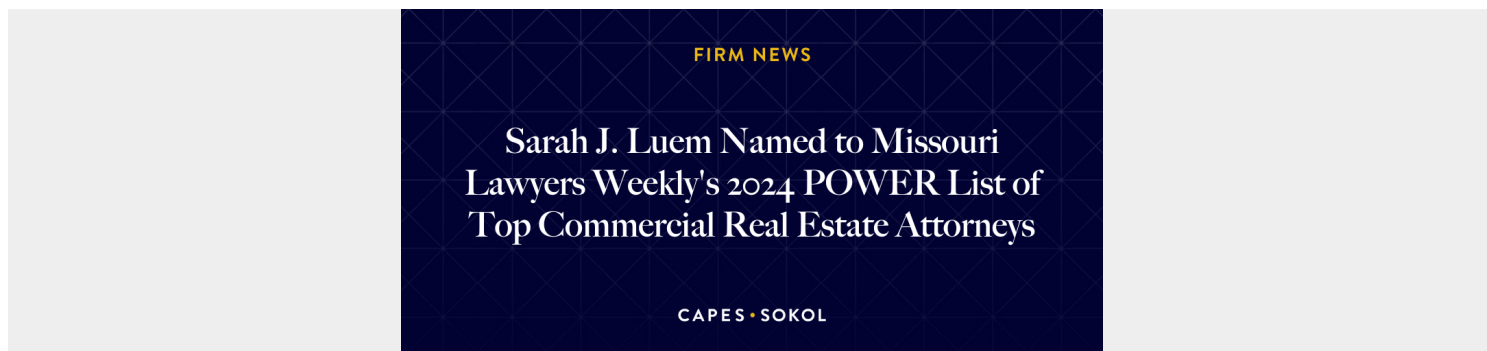 FIRM NEWS
Sarah J. Luem Named to Missouri
Lawyers Weekly's 2024 POWER List of
Top Commercial Real Estate Attorneys
CAPES•SOKOL